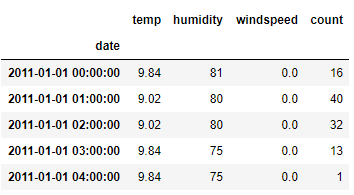 temp humidity windspeed count
date
2011-01-01 00:00:00 9.84 81 0.0 16
2011-01-01 01:00:00 9.02 80 0.0 40
2011-01-01 02:00:00 9.02 80 0.0 32
2011-01-01 03:00:00 9.84 75 0.0 13
2011-01-01 04:00:00 9.84 75 0.0 1